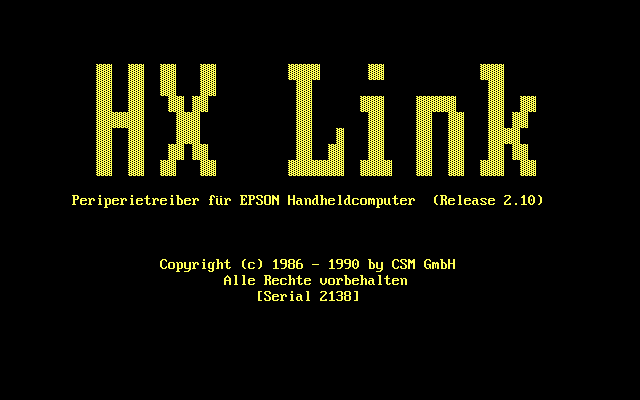 HX Link
Periperietreiber für EPSON Handheldcomputer (Release 2.10)
Copyright (c) 1986 - 1990 by CSM GmbH
Alle Rechte vorbehalten
[Serial 2138]